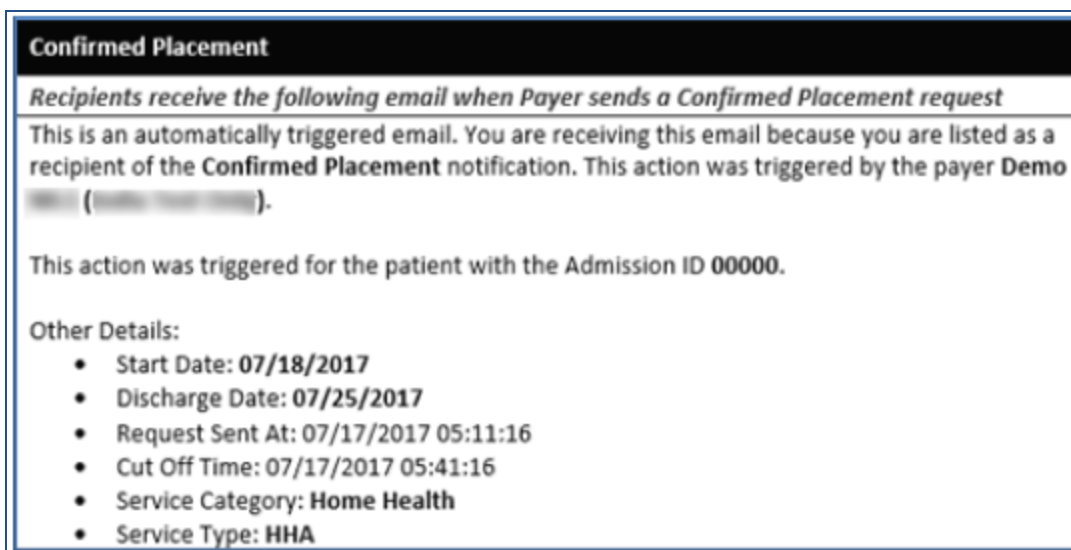 Confirmed Placement
Recipients receive the following email when Payer sends a Confirmed Placement request
This is an automatically triggered email. You are receiving this email because you are listed as a
recipient of the Confirmed Placement notification. This action was triggered by the payer Demo
( ).
This action was triggered for the patient with the Admission ID 00000.
Other Details:
• Start Date: 07/18/2017
• Discharge Date: 07/25/2017
• Request Sent At: 07/17/2017 05:11:16
• Cut Off Time: 07/17/2017 05:41:16
• Service Category: Home Health
• Service Type: HHA